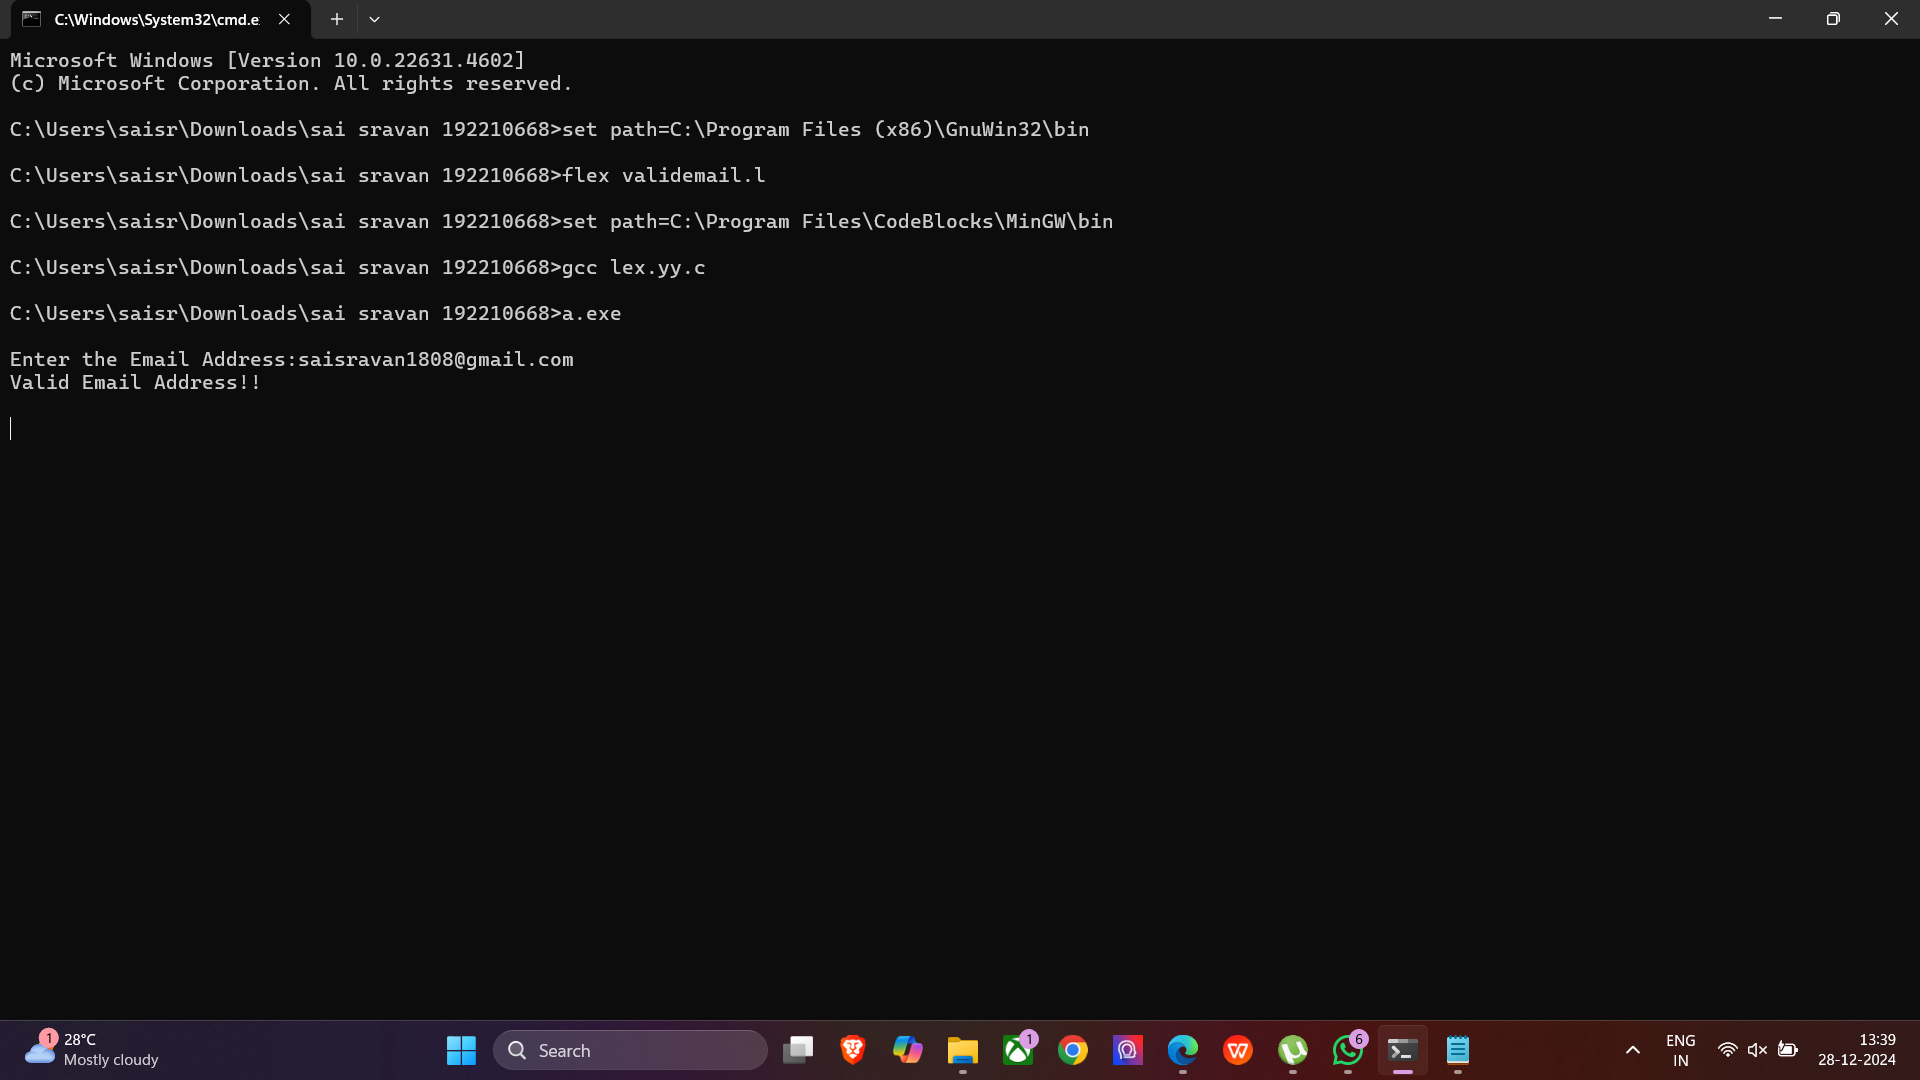 C:\Windows\System32\cmd.e
Microsoft Windows [Version 10.0.22631.4602]
(c) Microsoft Corporation. All rights reserved.
C:\Users\saisr\Downloads\sai sravan 192210668>set path=C:\Program Files (x86)\GnuWin32\bin
C:\Users\saisr\Downloads\sai sravan 192210668>flex validemail.l
C:\Users\saisr\Downloads\sai sravan 192210668>set path=C:\Program Files\CodeBlocks\MinGW\bin
C:\Users\saisr\Downloads\sai sravan 192210668>gcc lex.yy.c
C:\Users\saisr\Downloads\sai sravan 192210668>a.exe
Enter the Email Address:saisravan1808@gmail.com
Valid Email Address!!
1
28°C
Mostly cloudy
Search
1
W
6
ENG
IN
13:39
28-12-2024